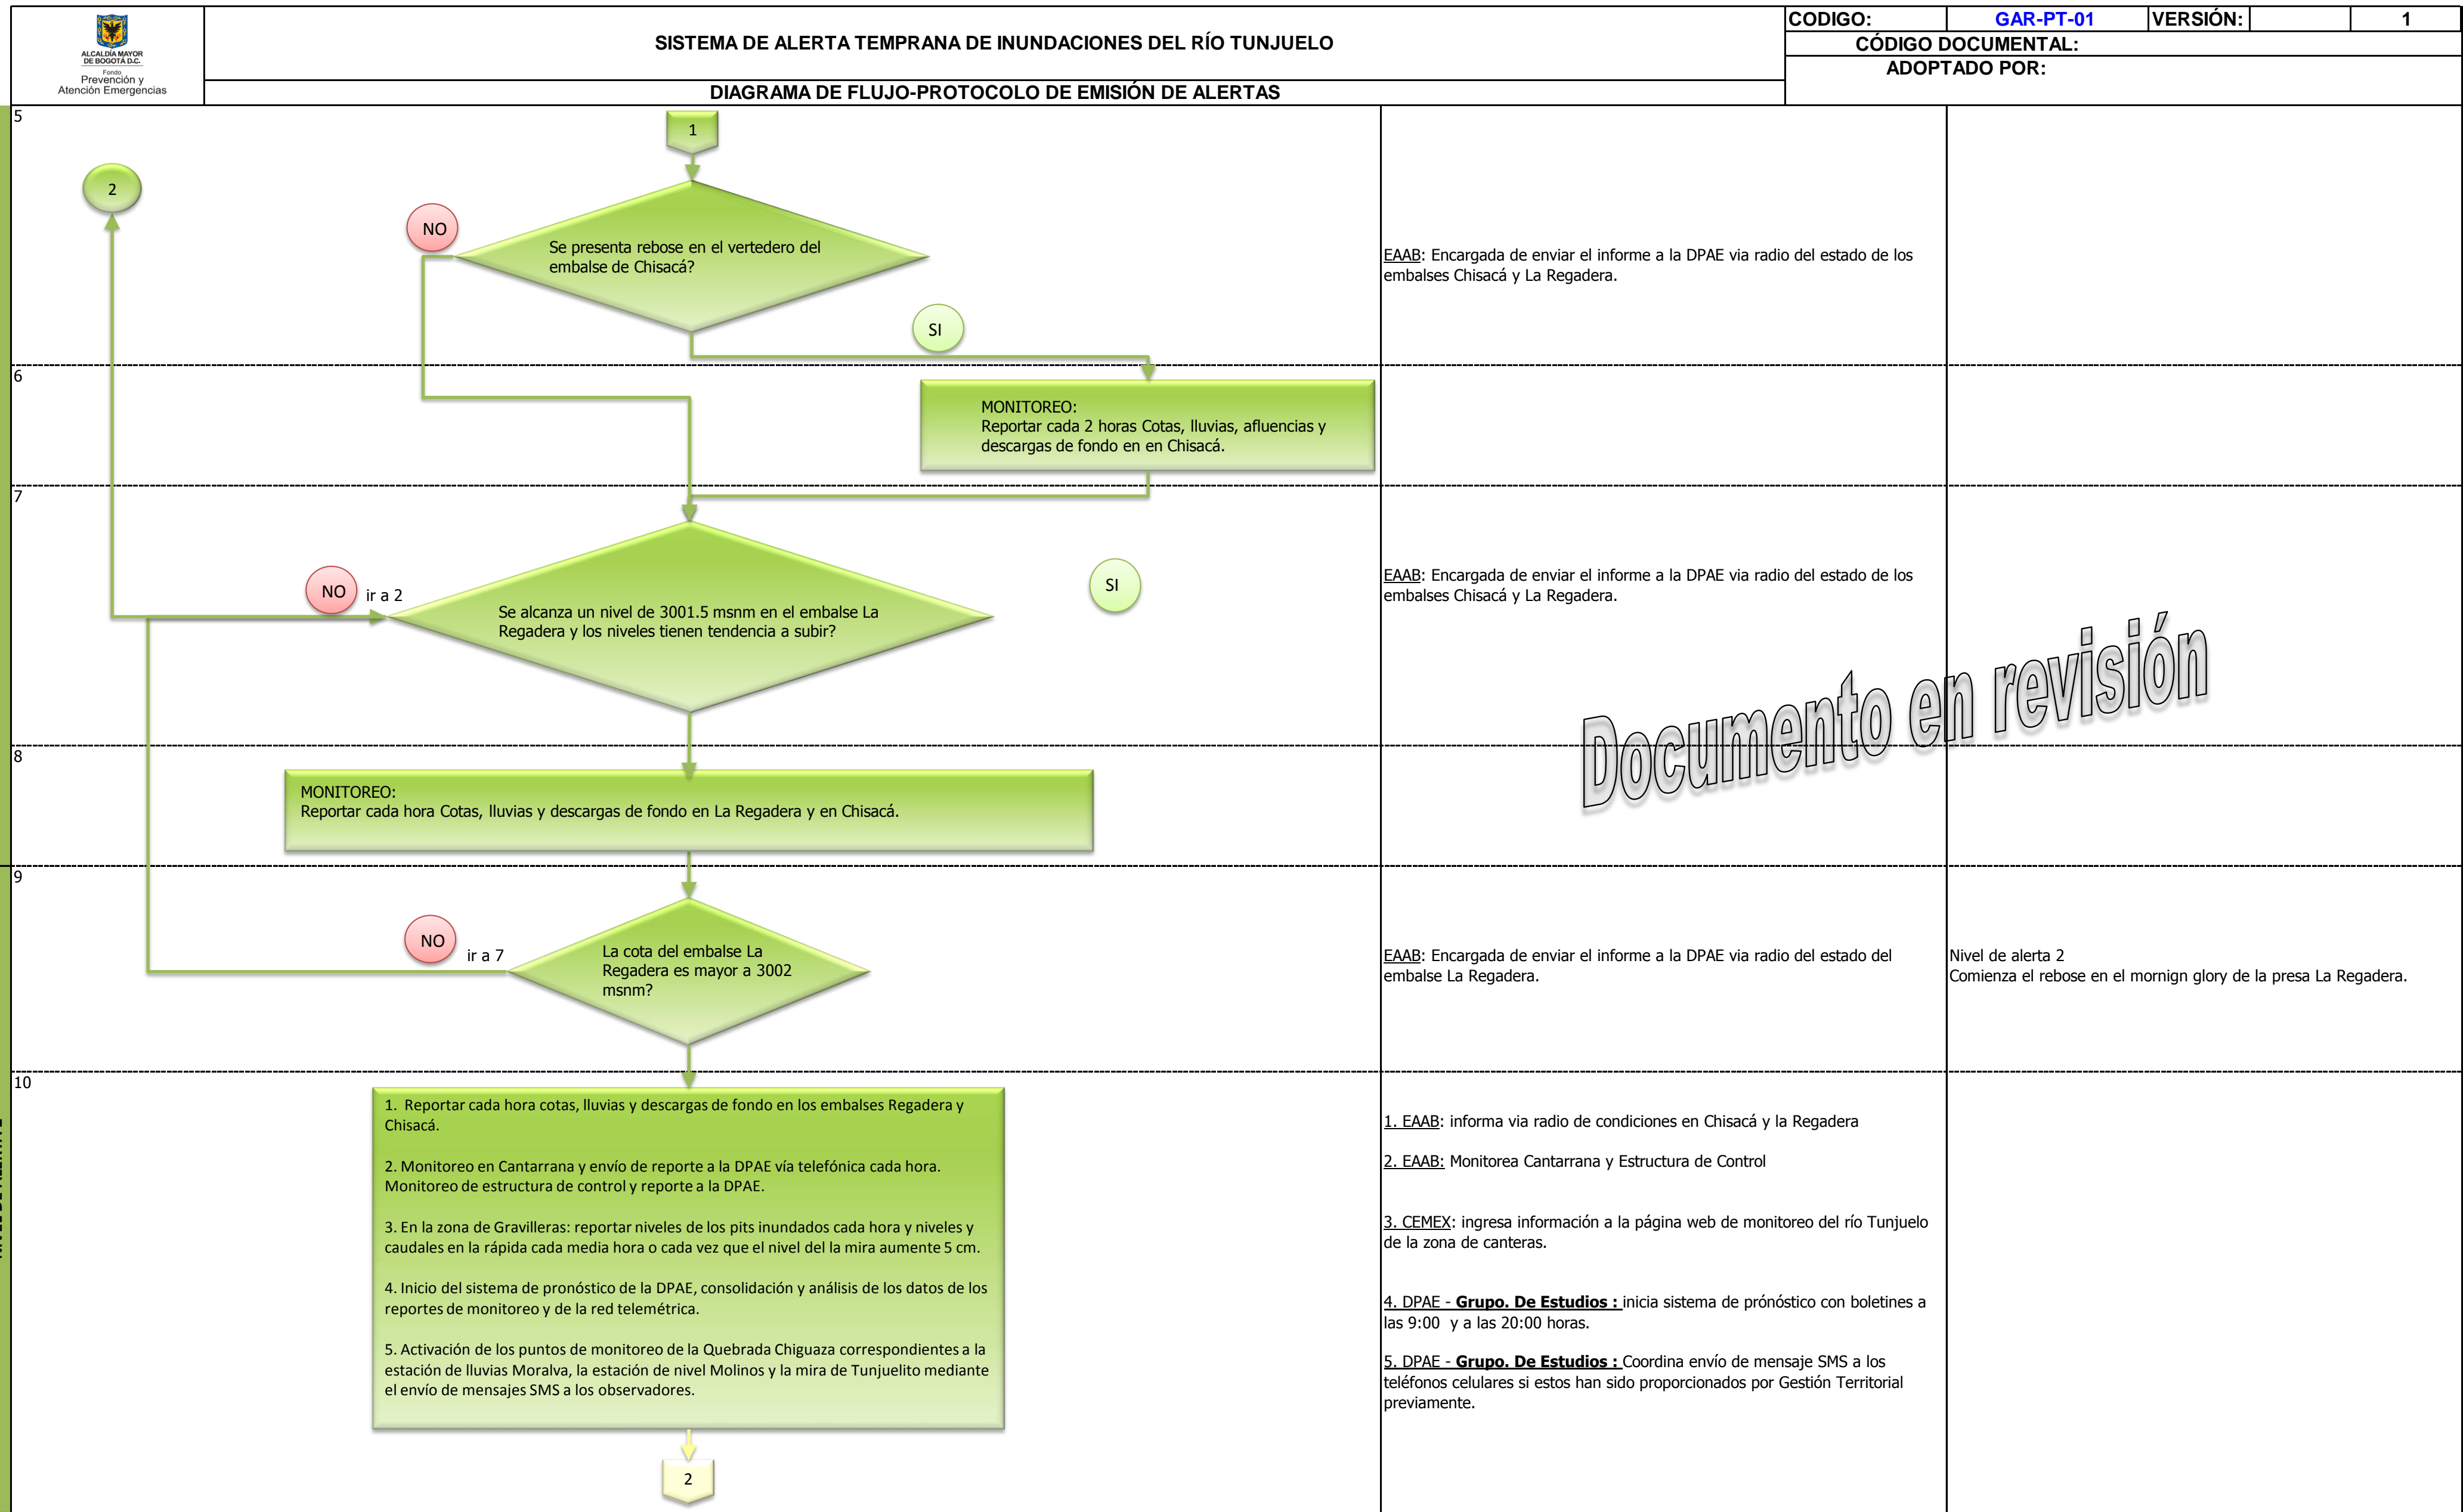 ALCALDÍA MAYOR
DE BOGOTÁ D.C.
Fondo
Prevención y
Atención Emergencias
SISTEMA DE ALERTA TEMPRANA DE INUNDACIONES DEL RÍO TUNJUELO
DIAGRAMA DE FLUJO-PROTOCOLO DE EMISIÓN DE ALERTAS
CODIGO: GAR-PT-01 VERSIÓN: 1
CÓDIGO DOCUMENTAL:
ADOPTADO POR:
5
1
2
NO
Se presenta rebose en el vertedero del
embalse de Chisacá?
SI
EAAB: Encargada de enviar el informe a la DPAE via radio del estado de los
embalses Chisacá y La Regadera.
6
MONITOREO:
Reportar cada 2 horas Cotas, lluvias, afluencias y
descargas de fondo en en Chisacá.
7
NO ir a 2
Se alcanza un nivel de 3001.5 msnm en el embalse La
Regadera y los niveles tienen tendencia a subir?
SI
EAAB: Encargada de enviar el informe a la DPAE via radio del estado de los
embalses Chisacá y La Regadera.
Documento en revisión
8
MONITOREO:
Reportar cada hora Cotas, lluvias y descargas de fondo en La Regadera y en Chisacá.
9
NO ir a 7
La cota del embalse La
Regadera es mayor a 3002
msnm?
EAAB: Encargada de enviar el informe a la DPAE via radio del estado del
embalse La Regadera.
Nivel de alerta 2
Comienza el rebose en el mornign glory de la presa La Regadera.
10
1. Reportar cada hora cotas, lluvias y descargas de fondo en los embalses Regadera y
Chisacá.
2. Monitoreo en Cantarrana y envío de reporte a la DPAE vía telefónica cada hora.
Monitoreo de estructura de control y reporte a la DPAE.
3. En la zona de Gravilleras: reportar niveles de los pits inundados cada hora y niveles y
caudales en la rápida cada media hora o cada vez que el nivel del la mira aumente 5 cm.
4. Inicio del sistema de pronóstico de la DPAE, consolidación y análisis de los datos de los
reportes de monitoreo y de la red telemétrica.
5. Activación de los puntos de monitoreo de la Quebrada Chiguaza correspondientes a la
estación de lluvias Moralva, la estación de nivel Molinos y la mira de Tunjuelito mediante
el envío de mensajes SMS a los observadores.
1. EAAB: informa via radio de condiciones en Chisacá y la Regadera
2. EAAB: Monitorea Cantarrana y Estructura de Control
3. CEMEX: ingresa información a la página web de monitoreo del río Tunjuelo
de la zona de canteras.
4. DPAE - Grupo. De Estudios : inicia sistema de prónóstico con boletines a
las 9:00 y a las 20:00 horas.
5. DPAE - Grupo. De Estudios : Coordina envío de mensaje SMS a los
teléfonos celulares si estos han sido proporcionados por Gestión Territorial
previamente.
2